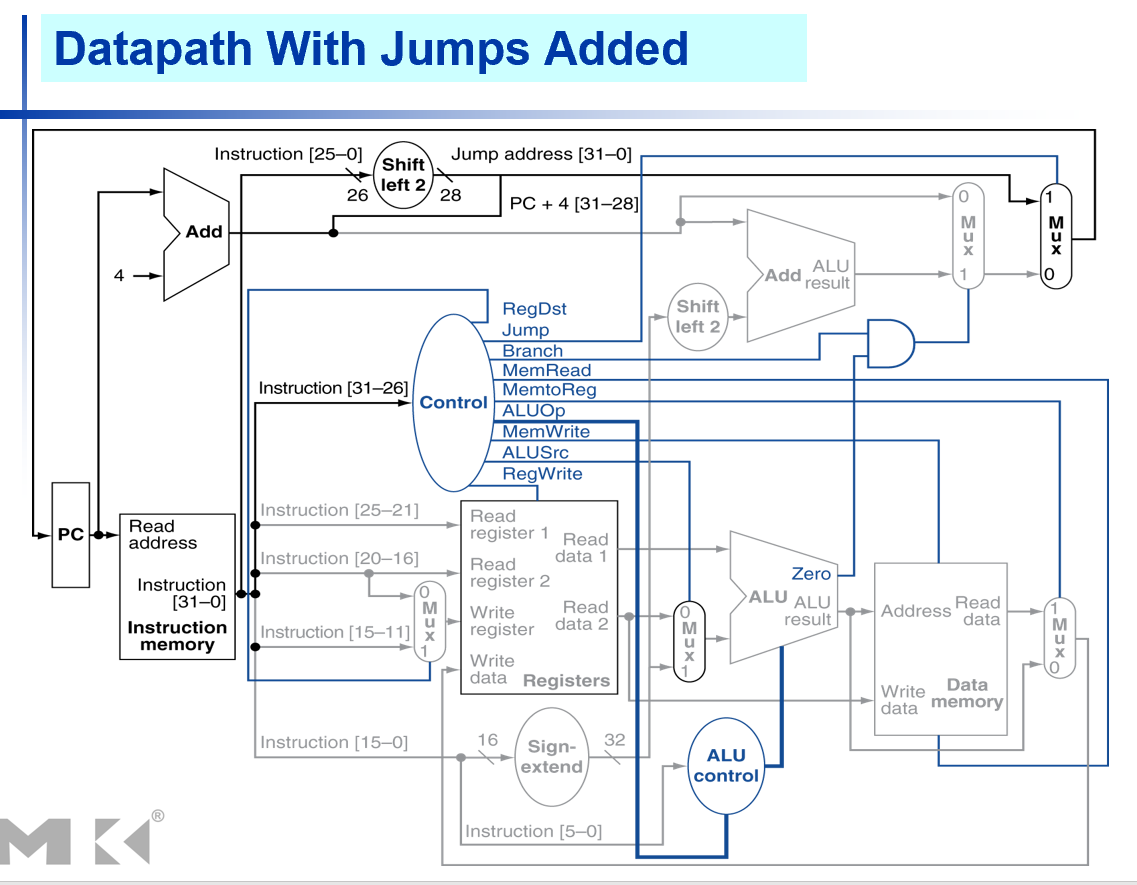 Datapath With Jumps Added
Instruction [25–0]
Shift
left 2
Jump address [31–0]
26
28
PC + 4 [31–28]
Add
4
0
M
u
x
1
1
M
u
x
0
Add
ALU
result
Shift
left 2
RegDst
Jump
Branch
MemRead
MemtoReg
ALUOp
MemWrite
ALUSrc
RegWrite
Instruction [31–26]
Control
PC
Read
address
Instruction
[31–0]
Instruction
memory
Instruction [25–21]
Instruction [20–16]
Instruction [15–11]
0
M
u
x
1
Read
register 1
Read
register 2
Write
register
Write
data
Read
data 1
Read
data 2
Registers
0
M
u
x
1
Zero
ALU
ALU
result
Address
Read
data
Write
data
Data
memory
1
M
u
x
0
Instruction [15–0]
16
Sign-
extend
32
ALU
control
Instruction [5–0]
MK®